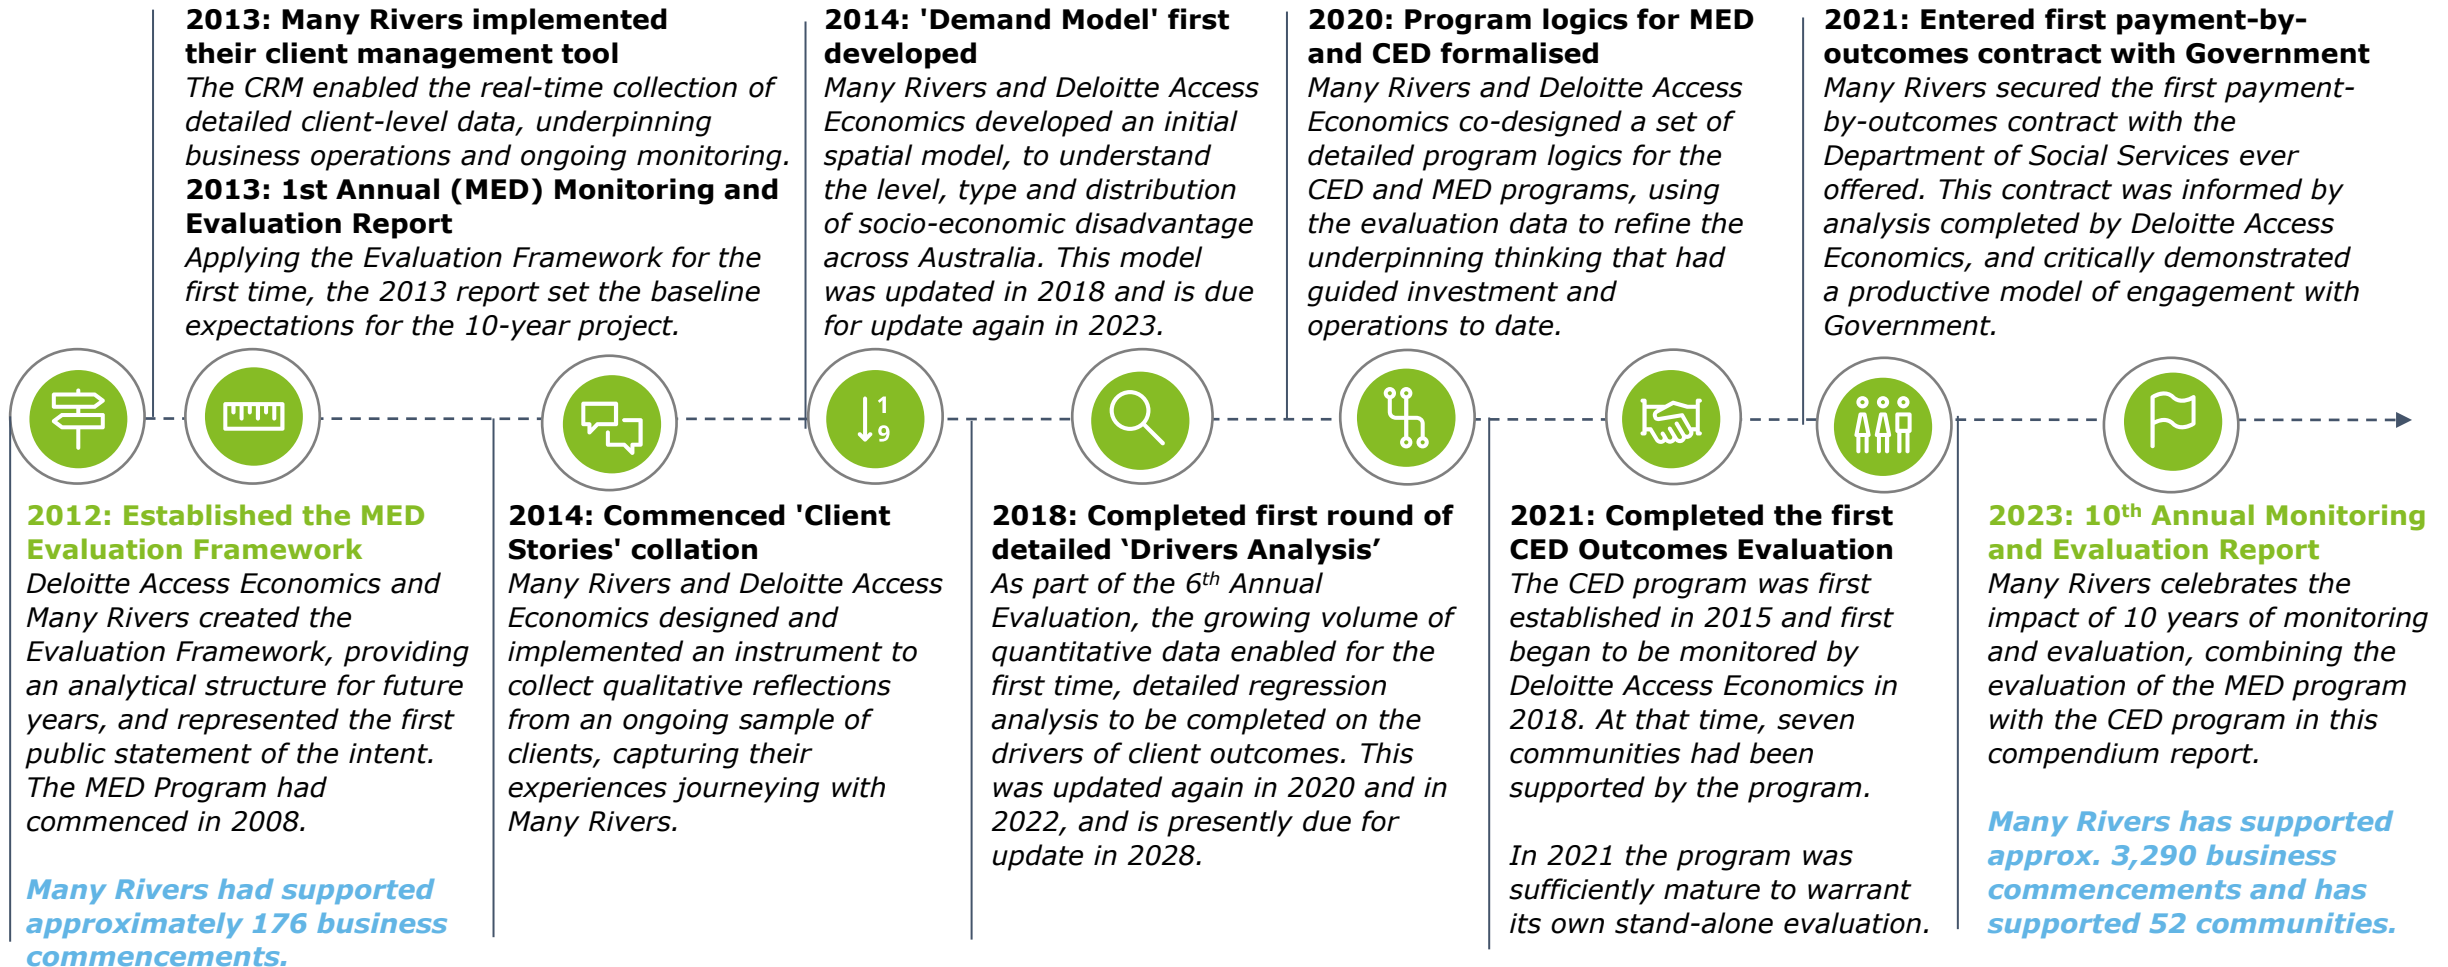 2013: Many Rivers implemented
their client management tool
The CRM enabled the real-time collection of
detailed client-level data, underpinning
business operations and ongoing monitoring.
2013: 1st Annual (MED) Monitoring and
Evaluation Report
Applying the Evaluation Framework for the
first time, the 2013 report set the baseline
expectations for the 10-year project.
2014: 'Demand Model' first
developed
Many Rivers and Deloitte Access
Economics developed an initial
spatial model, to understand
the level, type and distribution
of socio-economic disadvantage
across Australia. This model
was updated in 2018 and is due
for update again in 2023.
2020: Program logics for MED
and CED formalised
Many Rivers and Deloitte Access
Economics co-designed a set of
detailed program logics for the
CED and MED programs, using
the evaluation data to refine the
underpinning thinking that had
guided investment and
operations to date.
2021: Entered first payment-by-
outcomes contract with Government
Many Rivers secured the first payment-
by-outcomes contract with the
Department of Social Services ever
offered. This contract was informed by
analysis completed by Deloitte Access
Economics, and critically demonstrated
a productive model of engagement with
Government.
1
9
2012: Established the MED
Evaluation Framework
Deloitte Access Economics and
Many Rivers created the
Evaluation Framework, providing
an analytical structure for future
years, and represented the first
public statement of the intent.
The MED Program had
commenced in 2008.
Many Rivers had supported
approximately 176 business
commencements.
2014: Commenced 'Client
Stories' collation
Many Rivers and Deloitte Access
Economics designed and
implemented an instrument to
collect qualitative reflections
from an ongoing sample of
clients, capturing their
experiences journeying with
Many Rivers.
2018: Completed first round of
detailed ‘Drivers Analysis’
As part of the 6th Annual
Evaluation, the growing volume of
quantitative data enabled for the
first time, detailed regression
analysis to be completed on the
drivers of client outcomes. This
was updated again in 2020 and in
2022, and is presently due for
update in 2028.
2021: Completed the first
CED Outcomes Evaluation
The CED program was first
established in 2015 and first
began to be monitored by
Deloitte Access Economics in
2018. At that time, seven
communities had been
supported by the program.
In 2021 the program was
sufficiently mature to warrant
its own stand-alone evaluation.
2023: 10th Annual Monitoring
and Evaluation Report
Many Rivers celebrates the
impact of 10 years of monitoring
and evaluation, combining the
evaluation of the MED program
with the CED program in this
compendium report.
Many Rivers has supported
approx. 3,290 business
commencements and has
supported 52 communities.